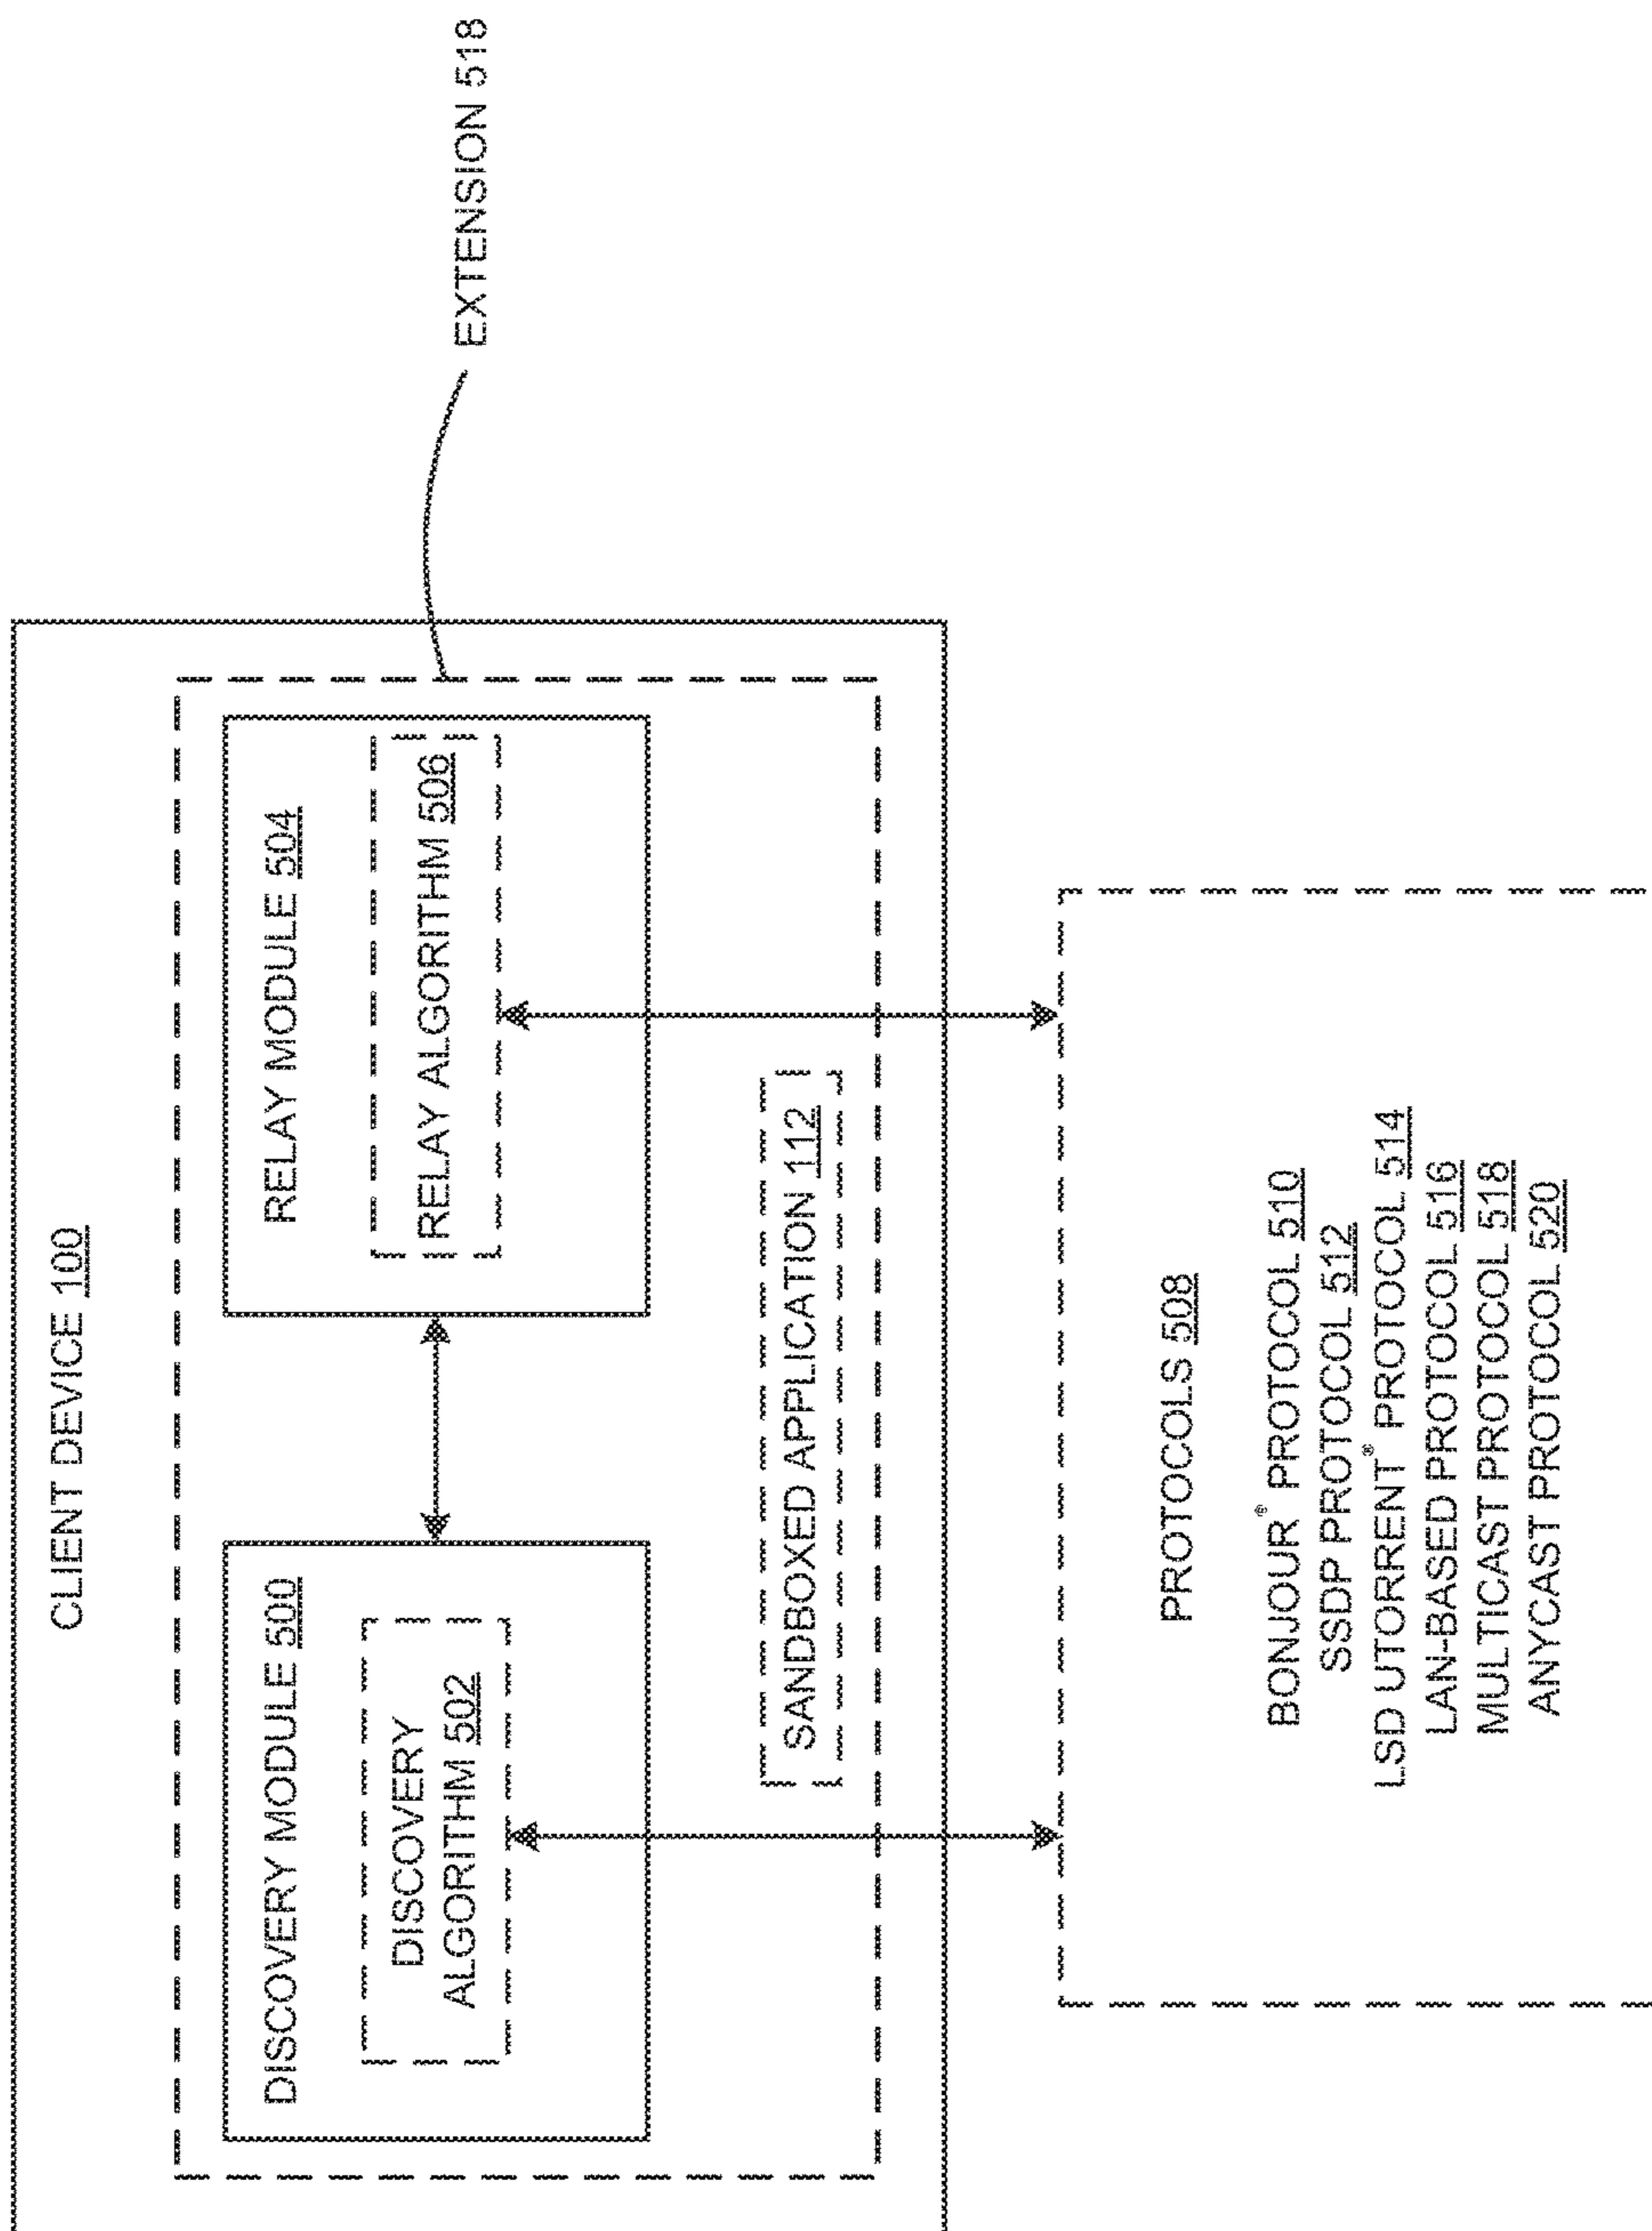 CLIENT DEVICE 100
DISCOVERY MODULE 500
DISCOVERY
ALGORITHM 502
RELAY MODULE 504
RELAY ALGORITHM 506
EXTENSION 518
SANDBOXED APPLICATION 112
PROTOCOLS 508
BONJOUR® PROTOCOL 510
SSDP PROTOCOL 512
LSD UTORRENT® PROTOCOL 514
LAN-BASED PROTOCOL 516
MULTICAST PROTOCOL 518
ANYCAST PROTOCOL 520